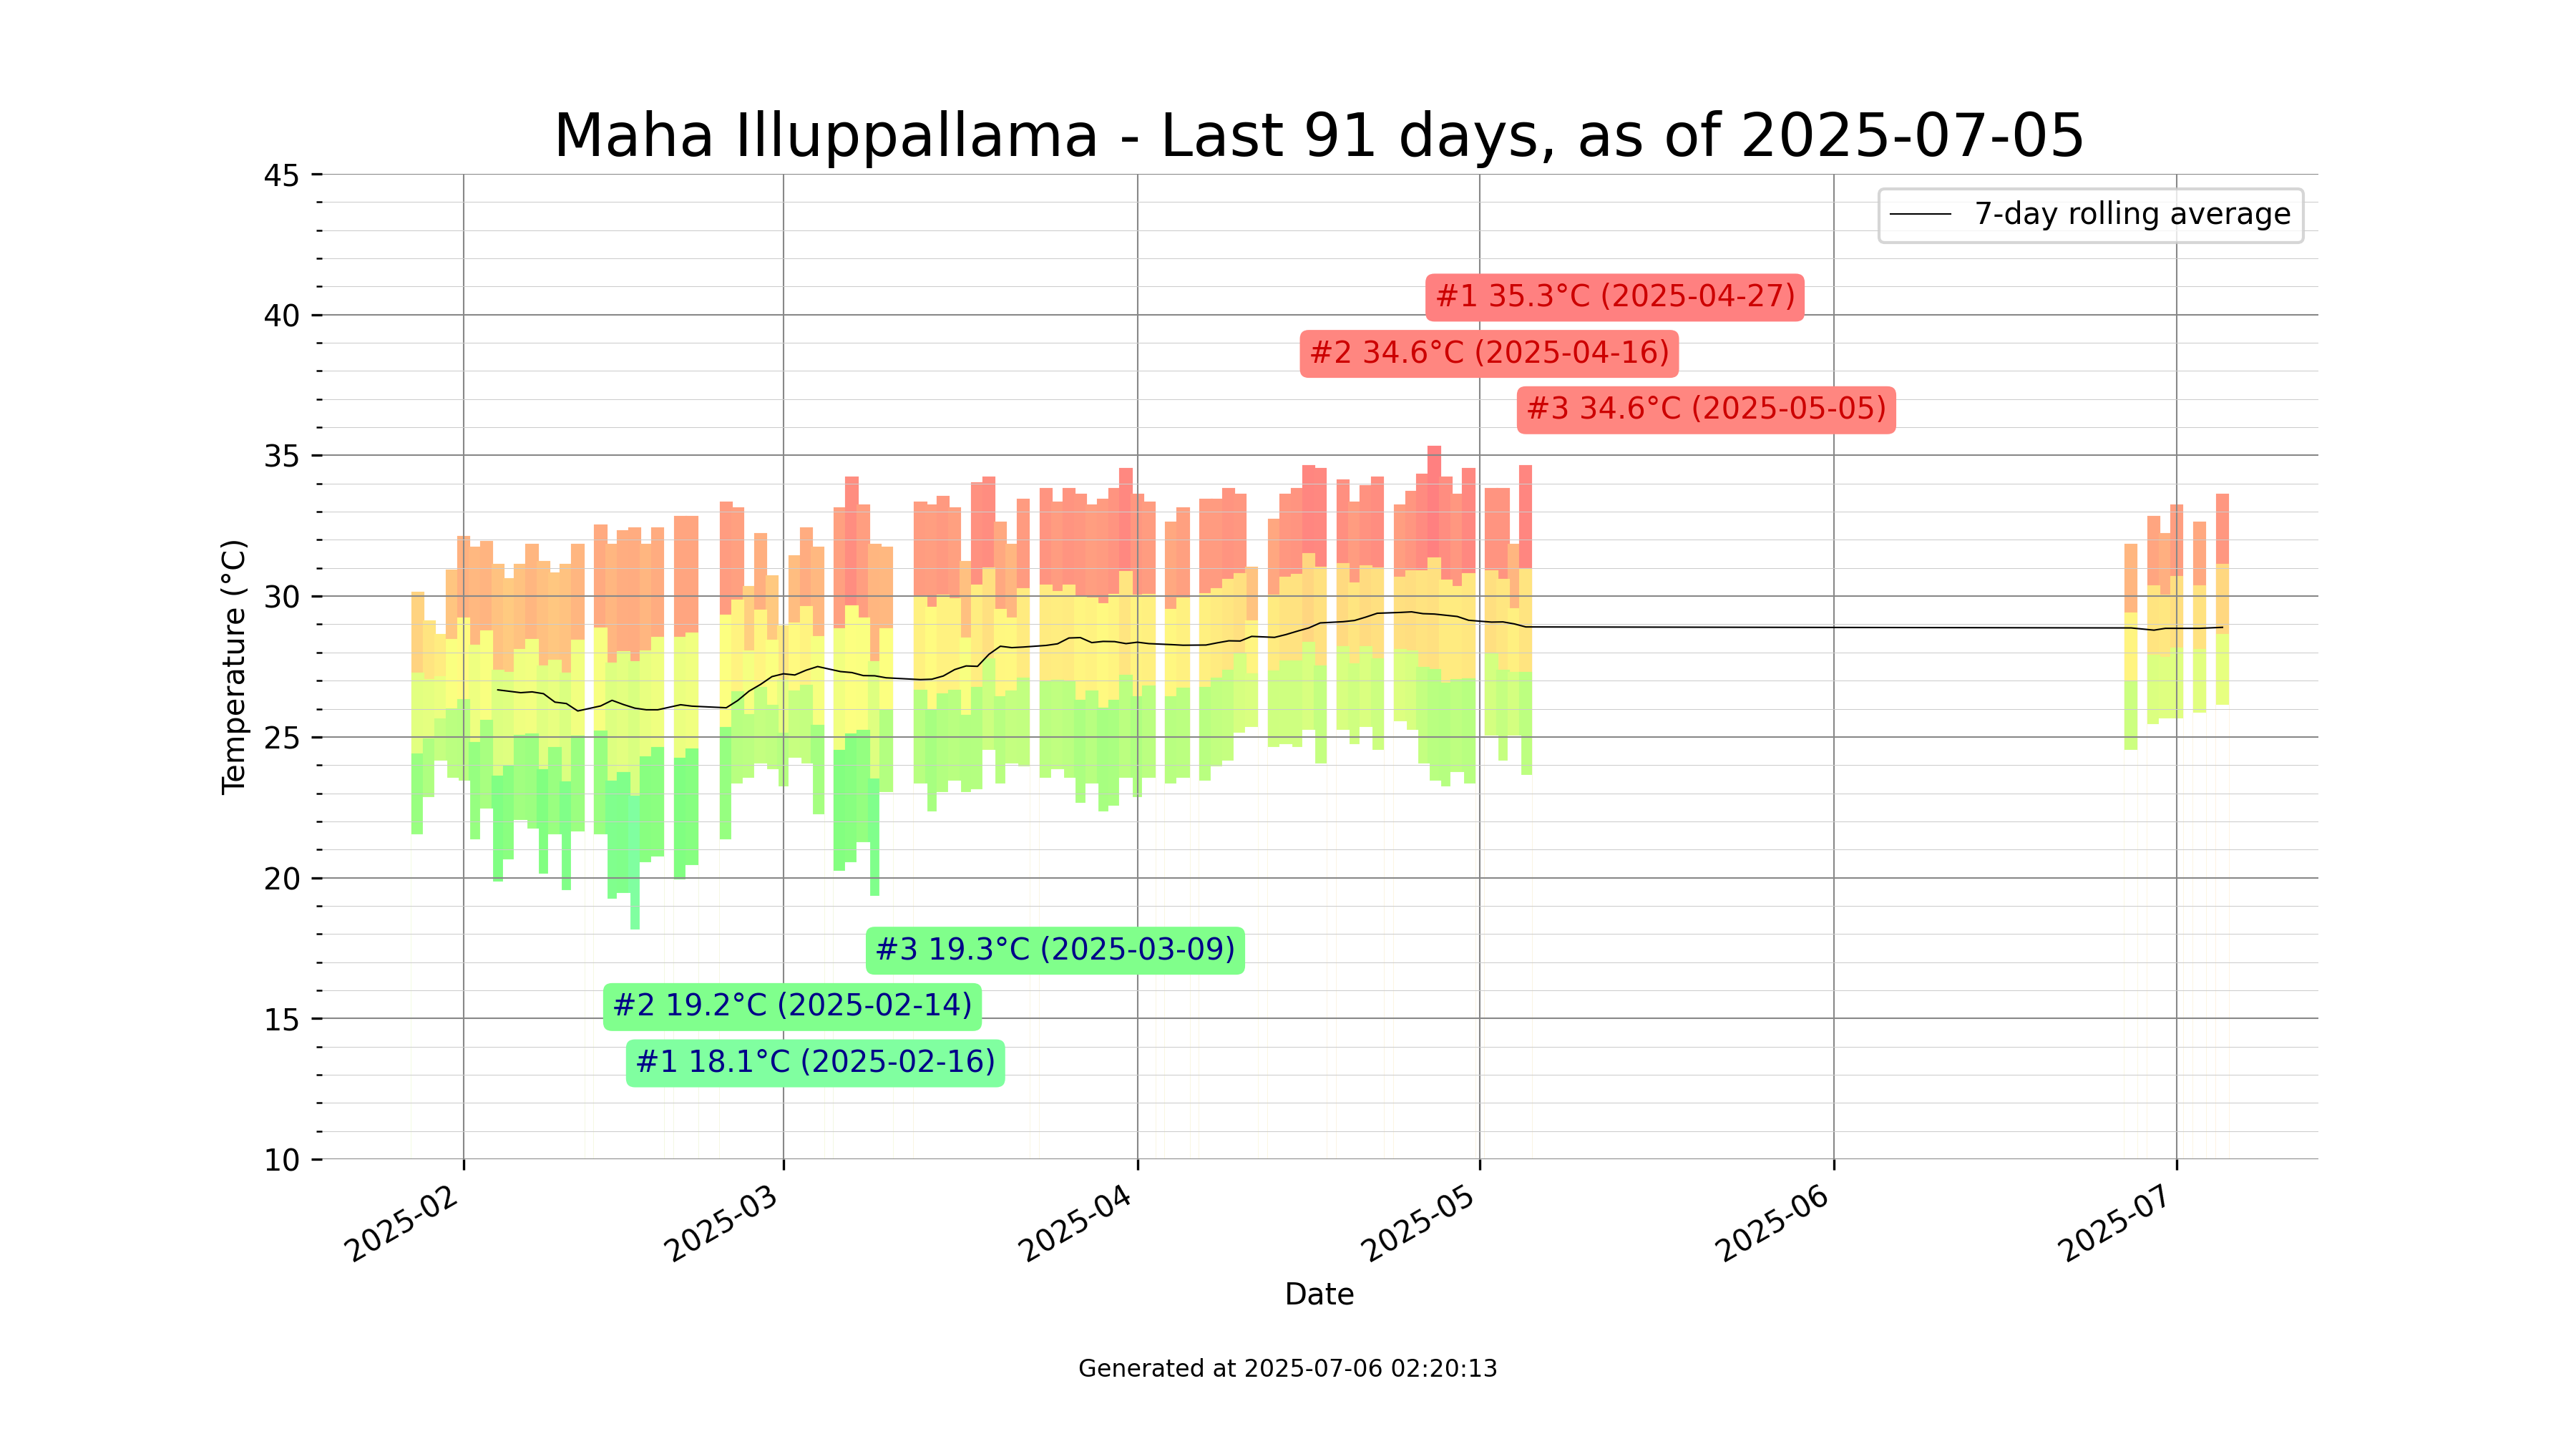 Maha Illuppallama - Last 91 days, as of 2025-07-05
7-day rolling average
Temperature (°C)
45
40
35
30
25
20
15
10
#1 35.3°C (2025-04-27)
#2 34.6°C (2025-04-16)
#3 34.6°C (2025-05-05)
#3 19.3°C (2025-03-09)
#2 19.2°C (2025-02-14)
#1 18.1°C (2025-02-16)
2025-02
2025-03
2025-04
2025-05
2025-06
2025-07
Date
Generated at 2025-07-06 02:20:13